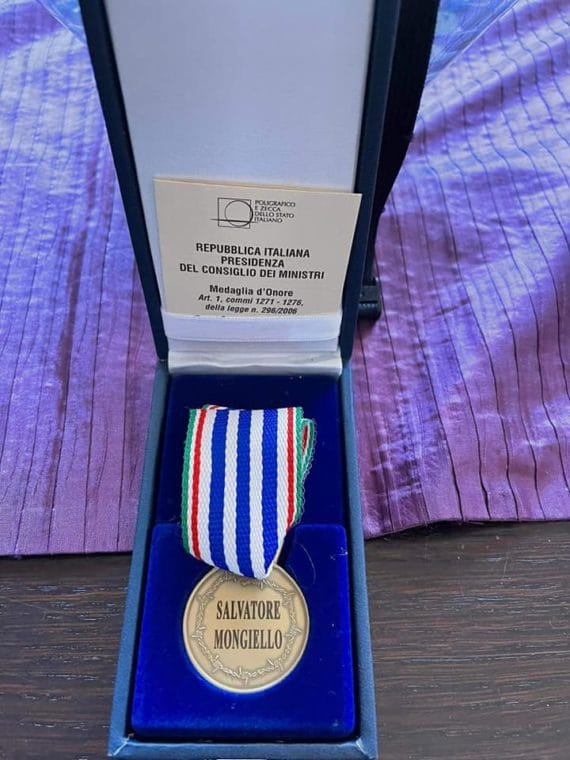 POLIGRAFICO
E ZECCA
DELLO STATO
ITALIANO
REPUBBLICA ITALIANA
PRESIDENZA
DEL CONSIGLIO DEI MINISTRI
Medaglia d'Onore
Art. 1, commi 1271 - 1276,
della legge n. 296/2006
SALVATORE
MONGIELLO